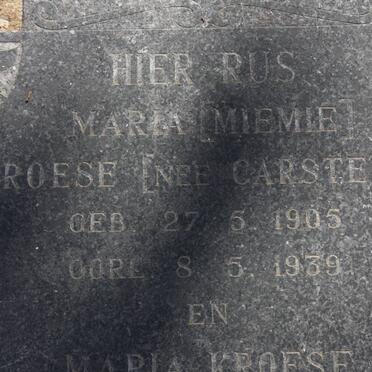 HIER RUS
MARIA [MIEMIE]
ROESE [NEE CARSTE
GEB. 27 5 1905
OORL. 8 5 1939
EN
MARIA KROESE